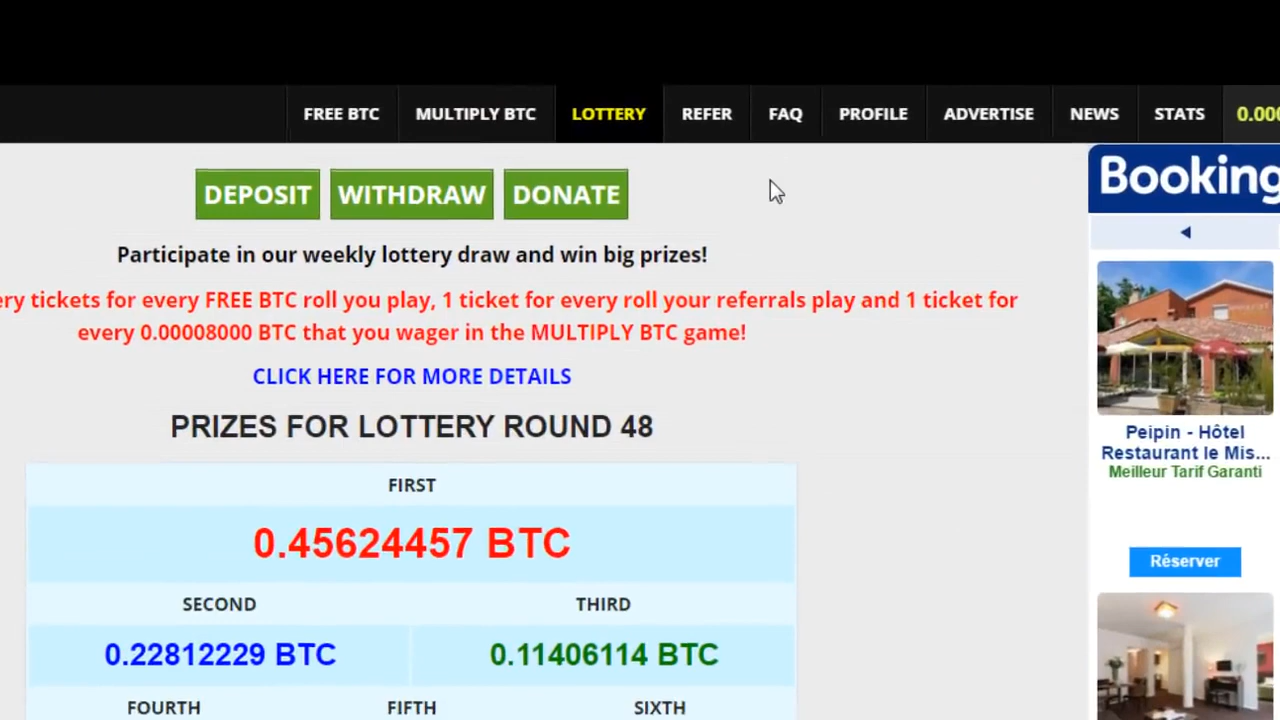 FREE BTC MULTIPLY BTC LOTTERY REFER FAQ PROFILE ADVERTISE NEWS STATS
DEPOSIT WITHDRAW DONATE
Participate in our weekly lottery draw and win big prizes!
tickets for every FREE BTC roll you play, 1 ticket for every roll your referrals play and 1 ticket for
every 0.00008000 BTC that you wager in the MULTIPLY BTC game!
CLICK HERE FOR MORE DETAILS
PRIZES FOR LOTTERY ROUND 48
FIRST
0.45624457 BTC
SECOND THIRD
0.22812229 BTC 0.11406114 BTC
FOURTH FIFTH SIXTH
Booking
Peipin - Hôtel
Restaurant le Mis...
Meilleur Tarif Garanti
Réserver